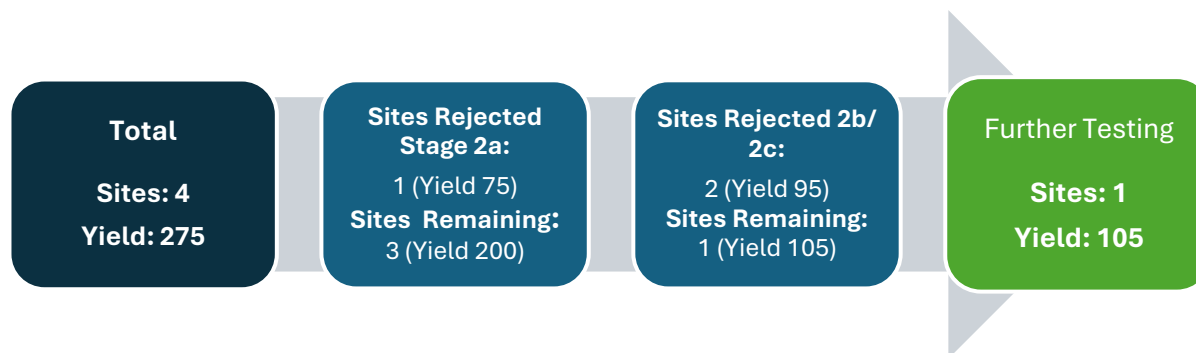 Total
Sites: 4
Yield: 275
Sites Rejected
Stage 2a:
1 (Yield 75)
Sites Remaining:
3 (Yield 200)
Sites Rejected 2b/
2c:
2 (Yield 95)
Sites Remaining:
1 (Yield 105)
Further Testing
Sites: 1
Yield: 105